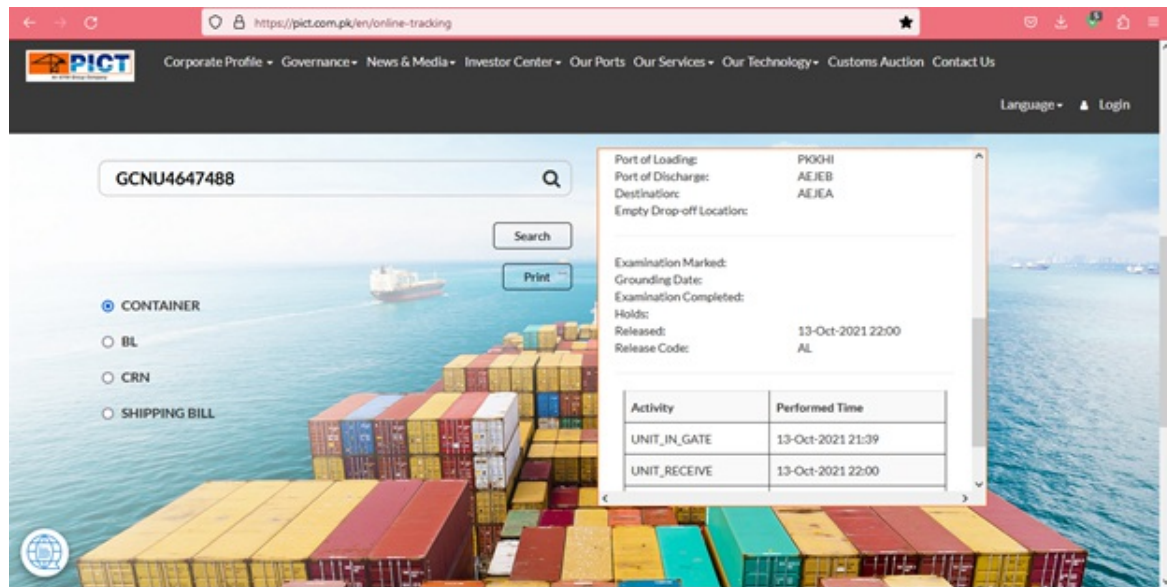 https://pict.com.pk/en/online-tracking
5
PICT
Corporate Profile Governance News & Media Investor Center Our Ports Our Services Our Technology Customs Auction Contact Us
Language Login
GCNU4647488
Search
Print
CONTAINER
BL
CRN
SHIPPING BILL
Port of Loading: PKKHI
Port of Discharge: AEJEB
Destination: AEJEA
Empty Drop-off Location:
Examination Marked:
Grounding Date:
Examination Completed:
Holds:
Released: 13-Oct-2021 22:00
Release Code: AL
Activity Performed Time
UNIT_IN_GATE 13-Oct-2021 21:39
UNIT_RECEIVE 13-Oct-2021 22:00